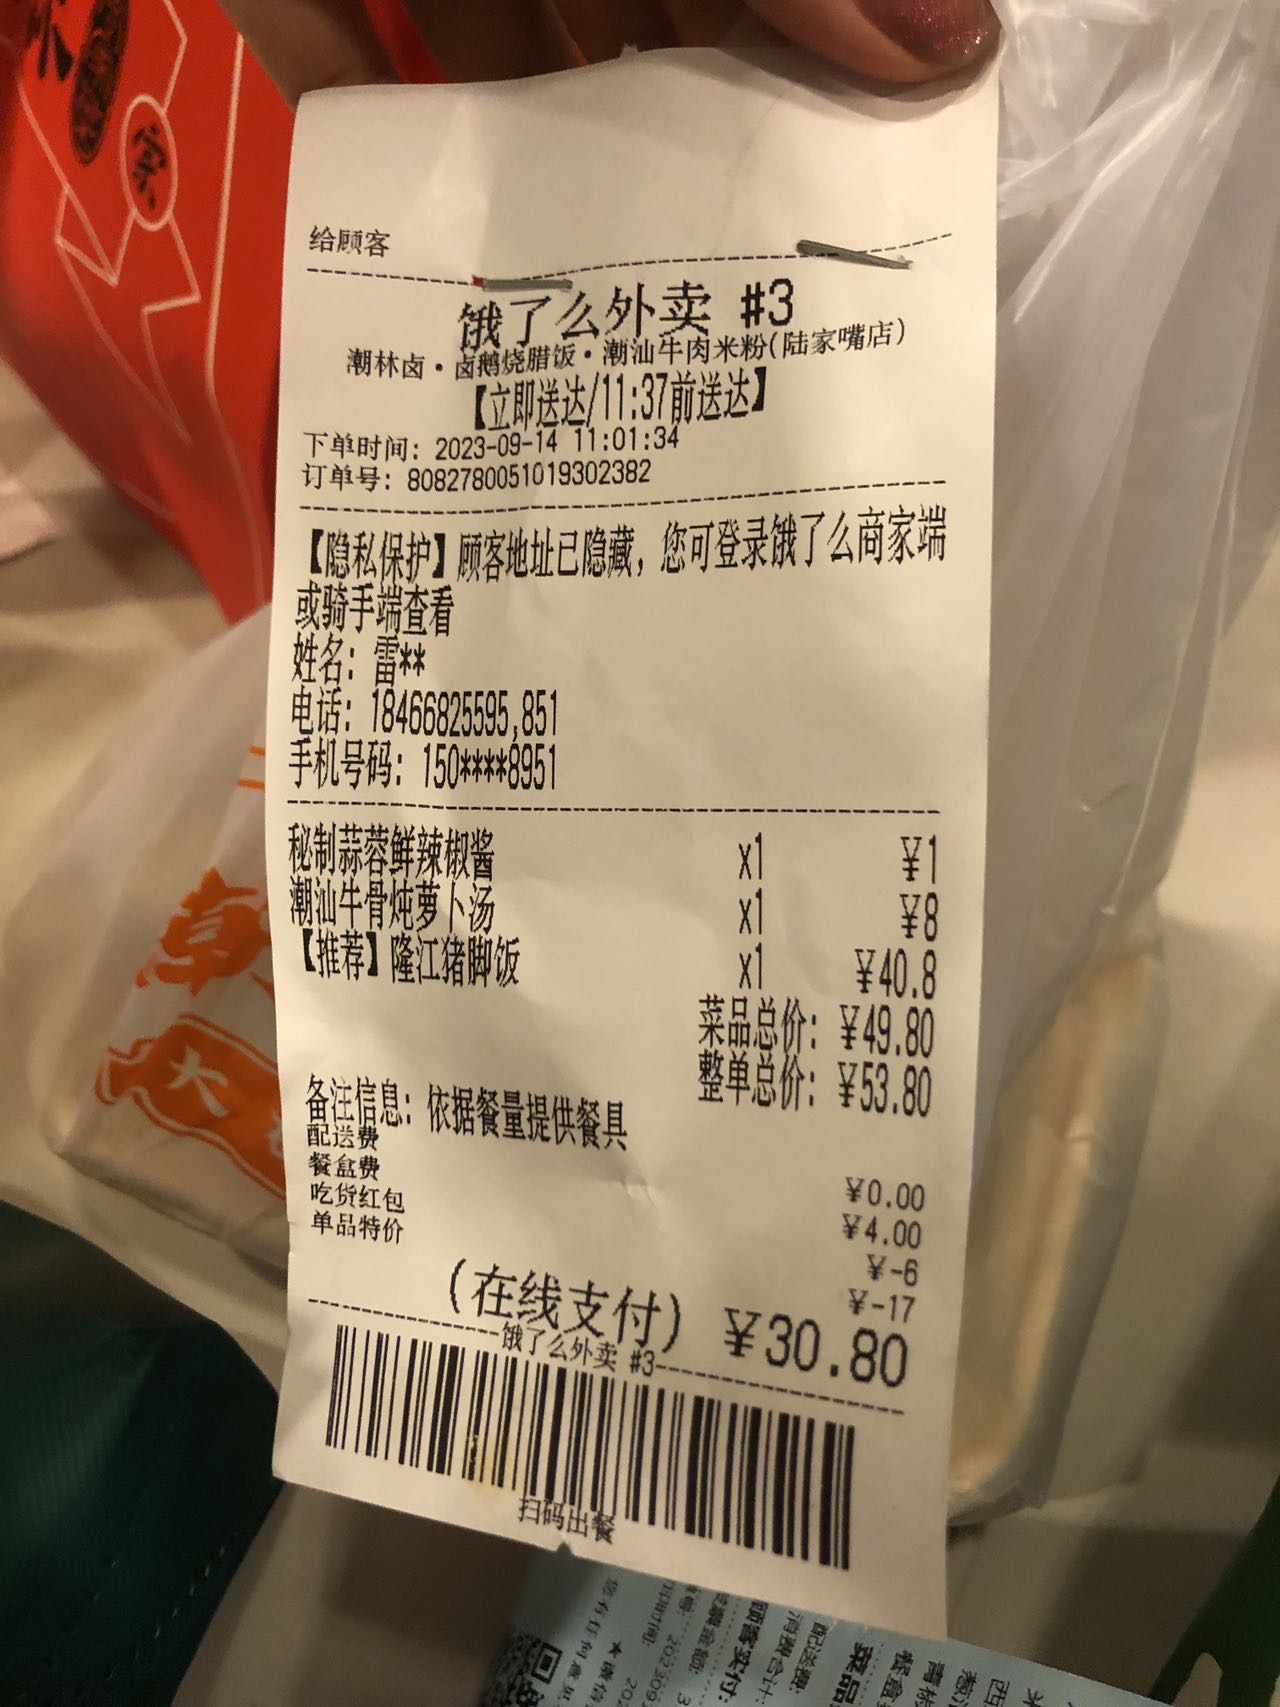 家
给顾客
饿了么外卖 #3
潮林卤·卤鹅烧腊饭·潮汕牛肉米粉(陆家嘴店)
【立即送达/11:37前送达】
下单时间: 2023-09-14 11:01:34
订单号: 8082780051019302382
【隐私保护】顾客地址已隐藏，您可登录饿了么商家端
或骑手端查看
姓名: 雷**
电话: 18466825595,851
手机号码: 150****8951
秘制蒜蓉鲜辣椒酱 x1 ¥1
潮汕牛骨炖萝卜汤 x1 ¥8
【推荐】隆江猪脚饭 x1 ¥40.8
菜品总价: ¥49.80
整单总价: ¥53.80
备注信息: 依据餐量提供餐具
配送费 ¥0.00
餐盒费 ¥4.00
吃货红包 ¥-6
单品特价 ¥-17
(在线支付) ¥30.80
饿了么外卖 #3
扫码出餐
大